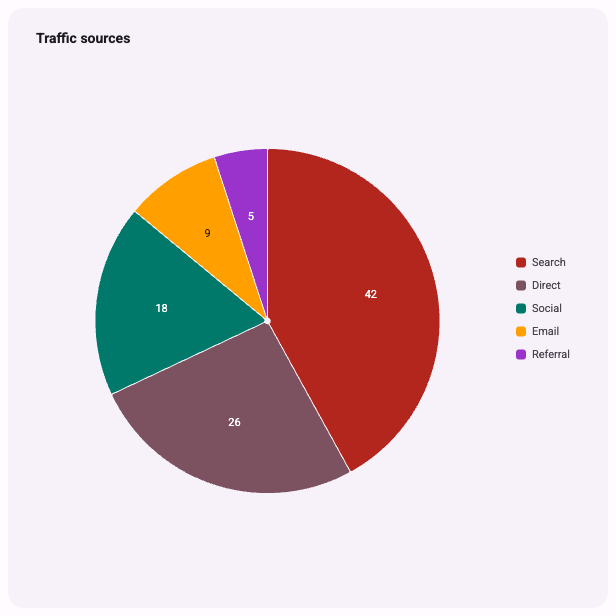 Traffic sources
5
9
42
18
26
Search
Direct
Social
Email
Referral